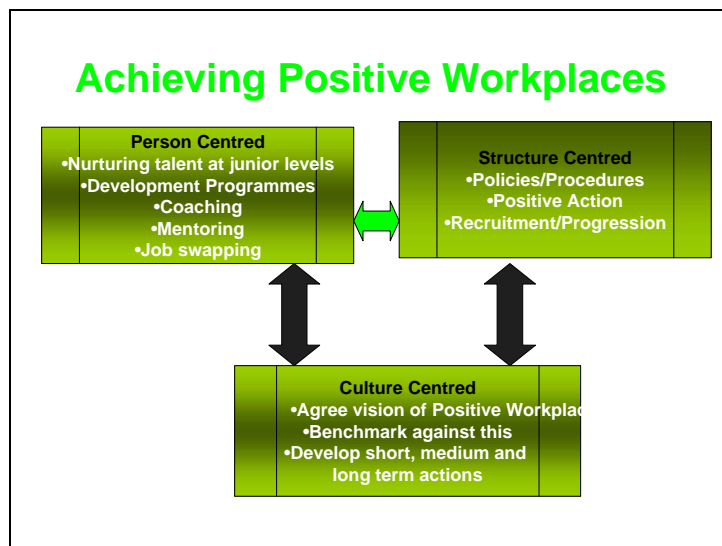 Achieving Positive Workplaces
Person Centred
•Nurturing talent at junior levels
•Development Programmes
•Coaching
•Mentoring
•Job swapping
Structure Centred
•Policies/Procedures
•Positive Action
•Recruitment/Progression
Culture Centred
•Agree vision of Positive Workplac
•Benchmark against this
•Develop short, medium and
long term actions